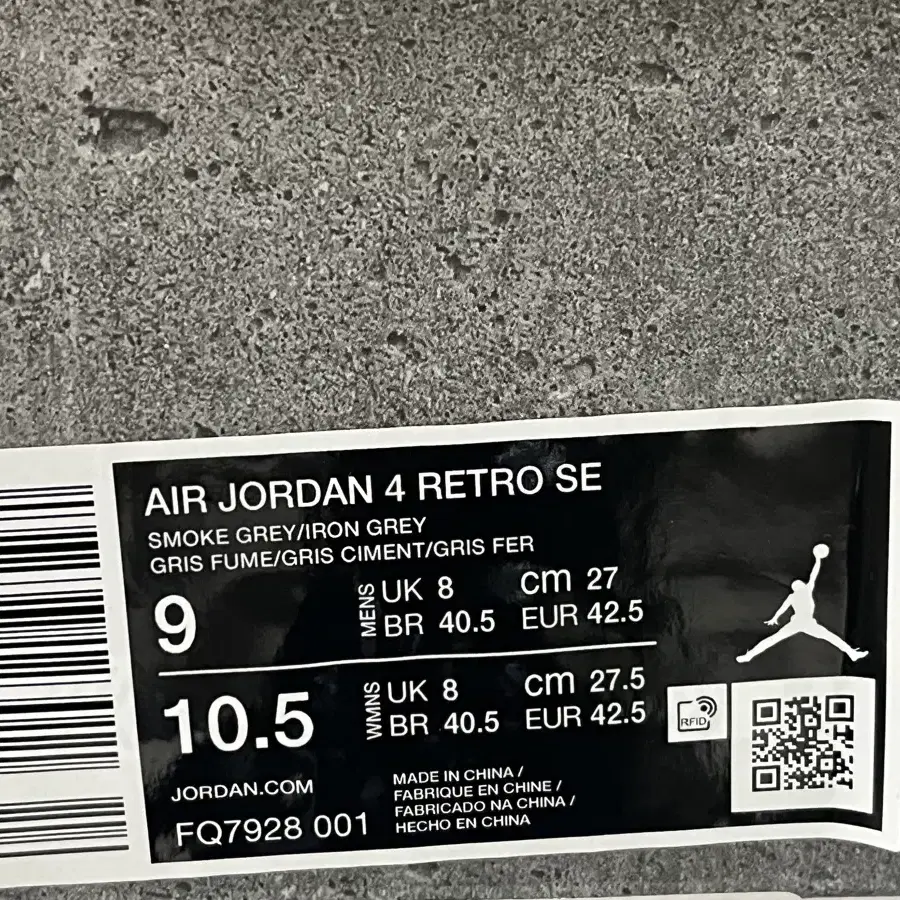 AIR JORDAN 4 RETRO SE
SMOKE GREY/IRON GREY
GRIS FUME/GRIS CIMENT/GRIS FER
9
MENS
UK 8 CM 27
BR 40.5 EUR 42.5
10.5
WMNS
UK 8 CM 27.5
BR 40.5 EUR 42.5
RFID
JORDAN.COM
FQ7928 001
MADE IN CHINA /
FABRIQUE EN CHINE /
FABRICADO NA CHINA /
HECHO EN CHINA